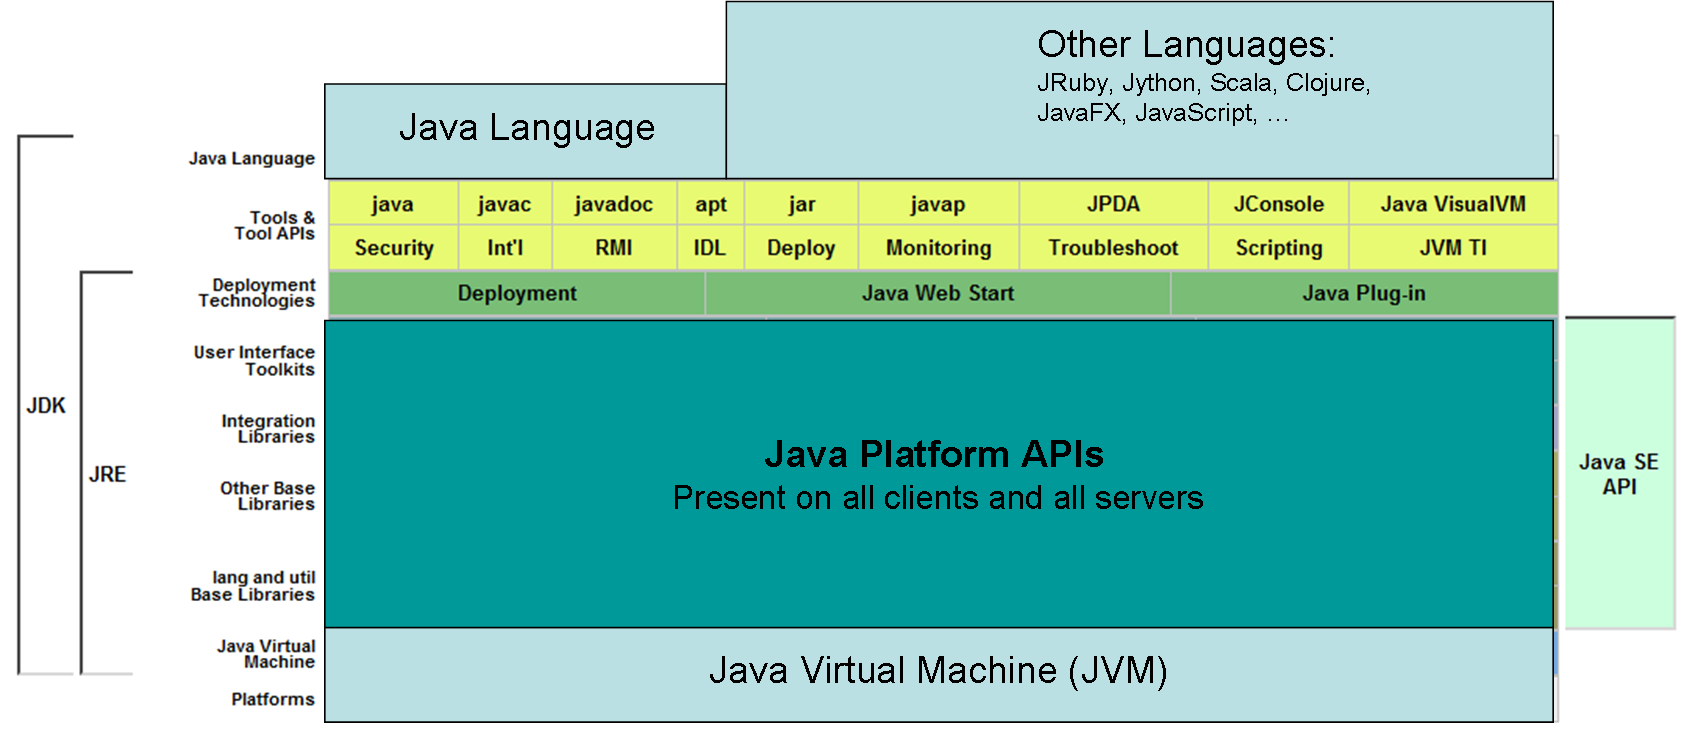 Other Languages:
JRuby, Jython, Scala, Clojure,
JavaFX, JavaScript, ...
Java Language
Java Language
Tools &
Tool APIs
java javac javadoc apt jar javap JPDA JConsole Java VisualVM
Security Int'l RMI IDL Deploy Monitoring Troubleshoot Scripting JVM TI
Deployment
Technologies
Deployment Java Web Start Java Plug-in
User Interface
Toolkits
Integration
Libraries
Other Base
Libraries
lang and util
Base Libraries
Java Virtual
Machine
Platforms
JDK
JRE
Java Platform APIs
Present on all clients and all servers
Java SE
API
Java Virtual Machine (JVM)